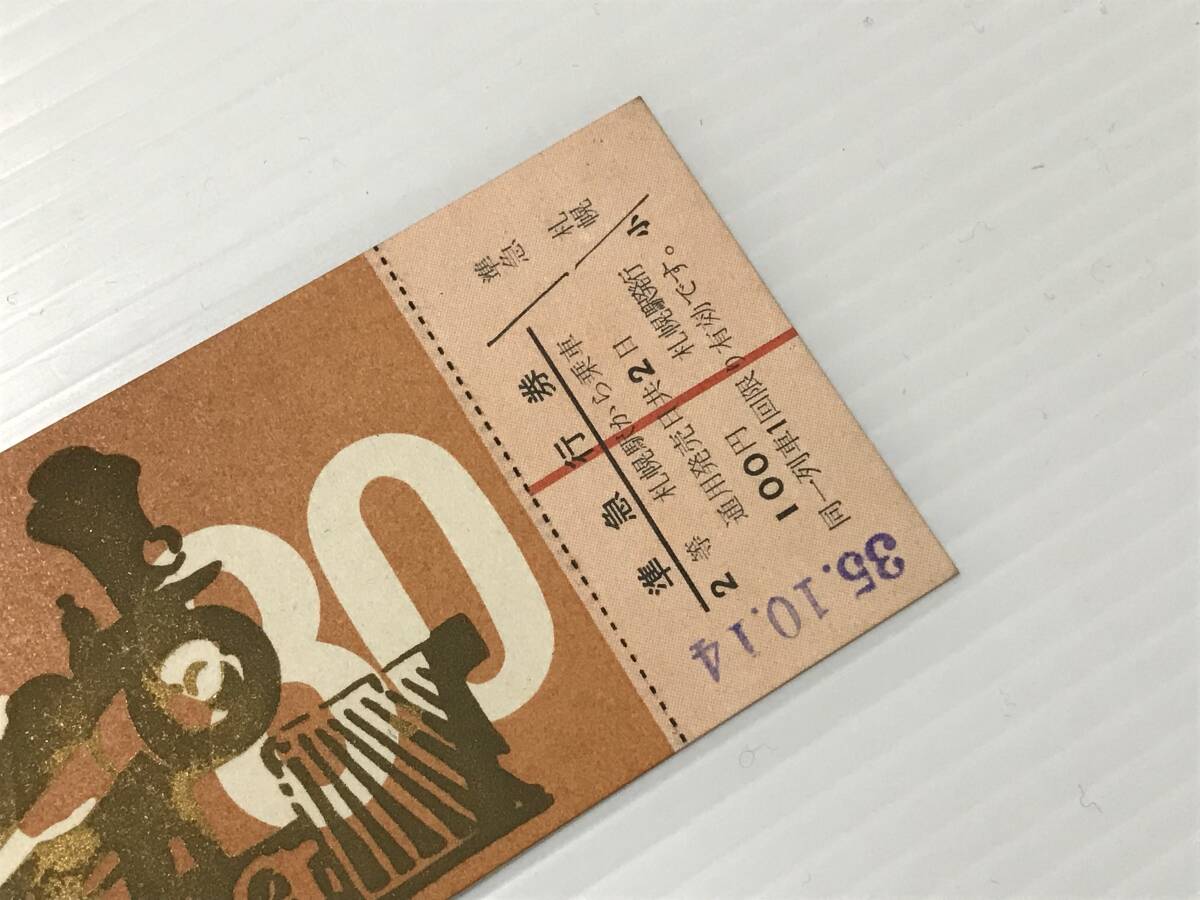 80
準急行券
札幌駅から乗車
2等
通用発売日共2日
100円
札幌駅発行
同一列車1回限り有効です。
準急
札幌
小
35.10.14